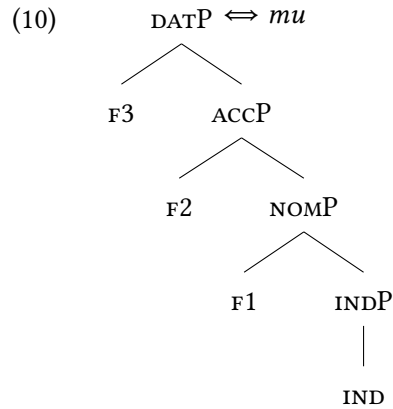 (10) DATP ⇔ mu
F3 ACCP
F2 NOMP
F1 INDP
IND